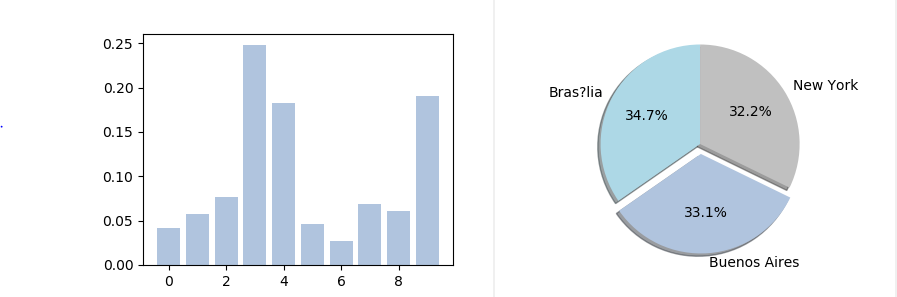 0.25
0.20
0.15
0.10
0.05
0.00
0 2 4 6 8
Bras?lia
New York
34.7%
32.2%
33.1%
Buenos Aires